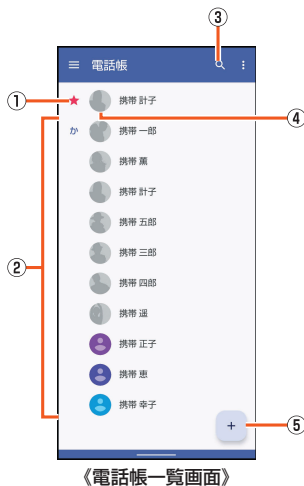 ③
電話帳
①
携帯 計子
④
か
携帯 一郎
携帯 薫
携帯 計子
携帯 五郎
②
携帯 三郎
携帯 四郎
携帯 遥
携帯 正子
携帯 恵
携帯 幸子
+
⑤
《電話帳一覧画面》